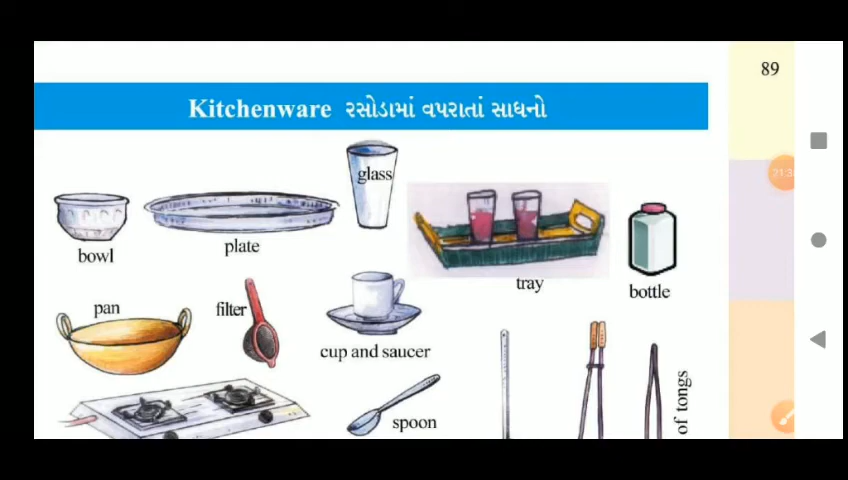 89
Kitchenware રસોડામાં વપરાતાં સાધનો
glass
bowl
plate
tray
bottle
pan
filter
cup and saucer
spoon
of tongs